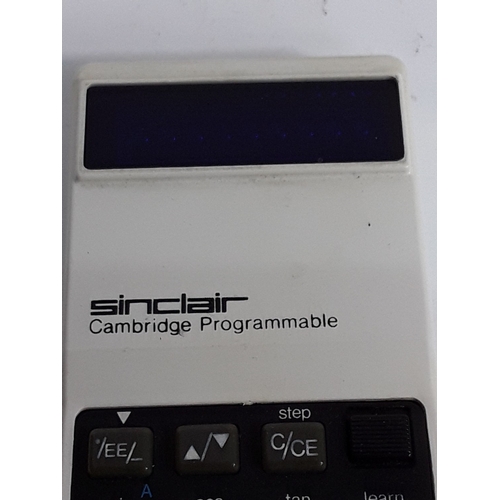 sinclair
Cambridge Programmable
▼ step
/EE/_ ▲/▼ C/CE
A learn